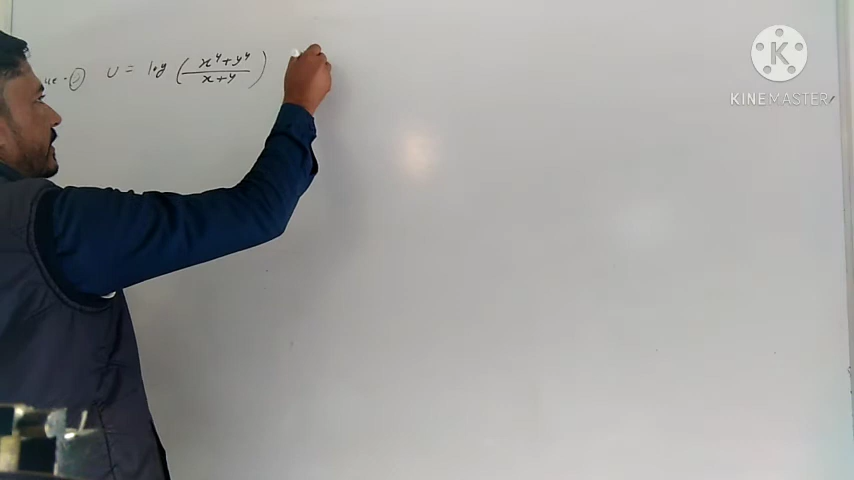 U = log ( x⁴+y⁴ / x+y )
KINEMASTER